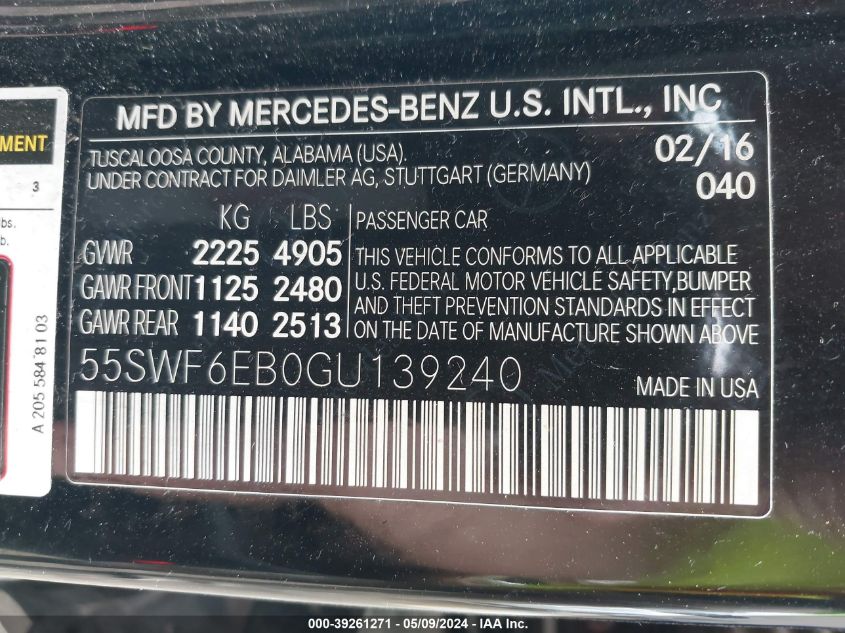 MFD BY MERCEDES-BENZ U.S. INTL., INC
TUSCALOOSA COUNTY, ALABAMA (USA).
UNDER CONTRACT FOR DAIMLER AG, STUTTGART (GERMANY)
02/16
040
KG LBS
GVWR 2225 4905
GAWR FRONT 1125 2480
GAWR REAR 1140 2513
PASSENGER CAR
THIS VEHICLE CONFORMS TO ALL APPLICABLE
U.S. FEDERAL MOTOR VEHICLE SAFETY,BUMPER
AND THEFT PREVENTION STANDARDS IN EFFECT
ON THE DATE OF MANUFACTURE SHOWN ABOVE
55SWF6EB0GU139240
MADE IN USA
3
lbs.
A 205 584 81 03
000-39261271 - 05/09/2024 - IAA Inc.